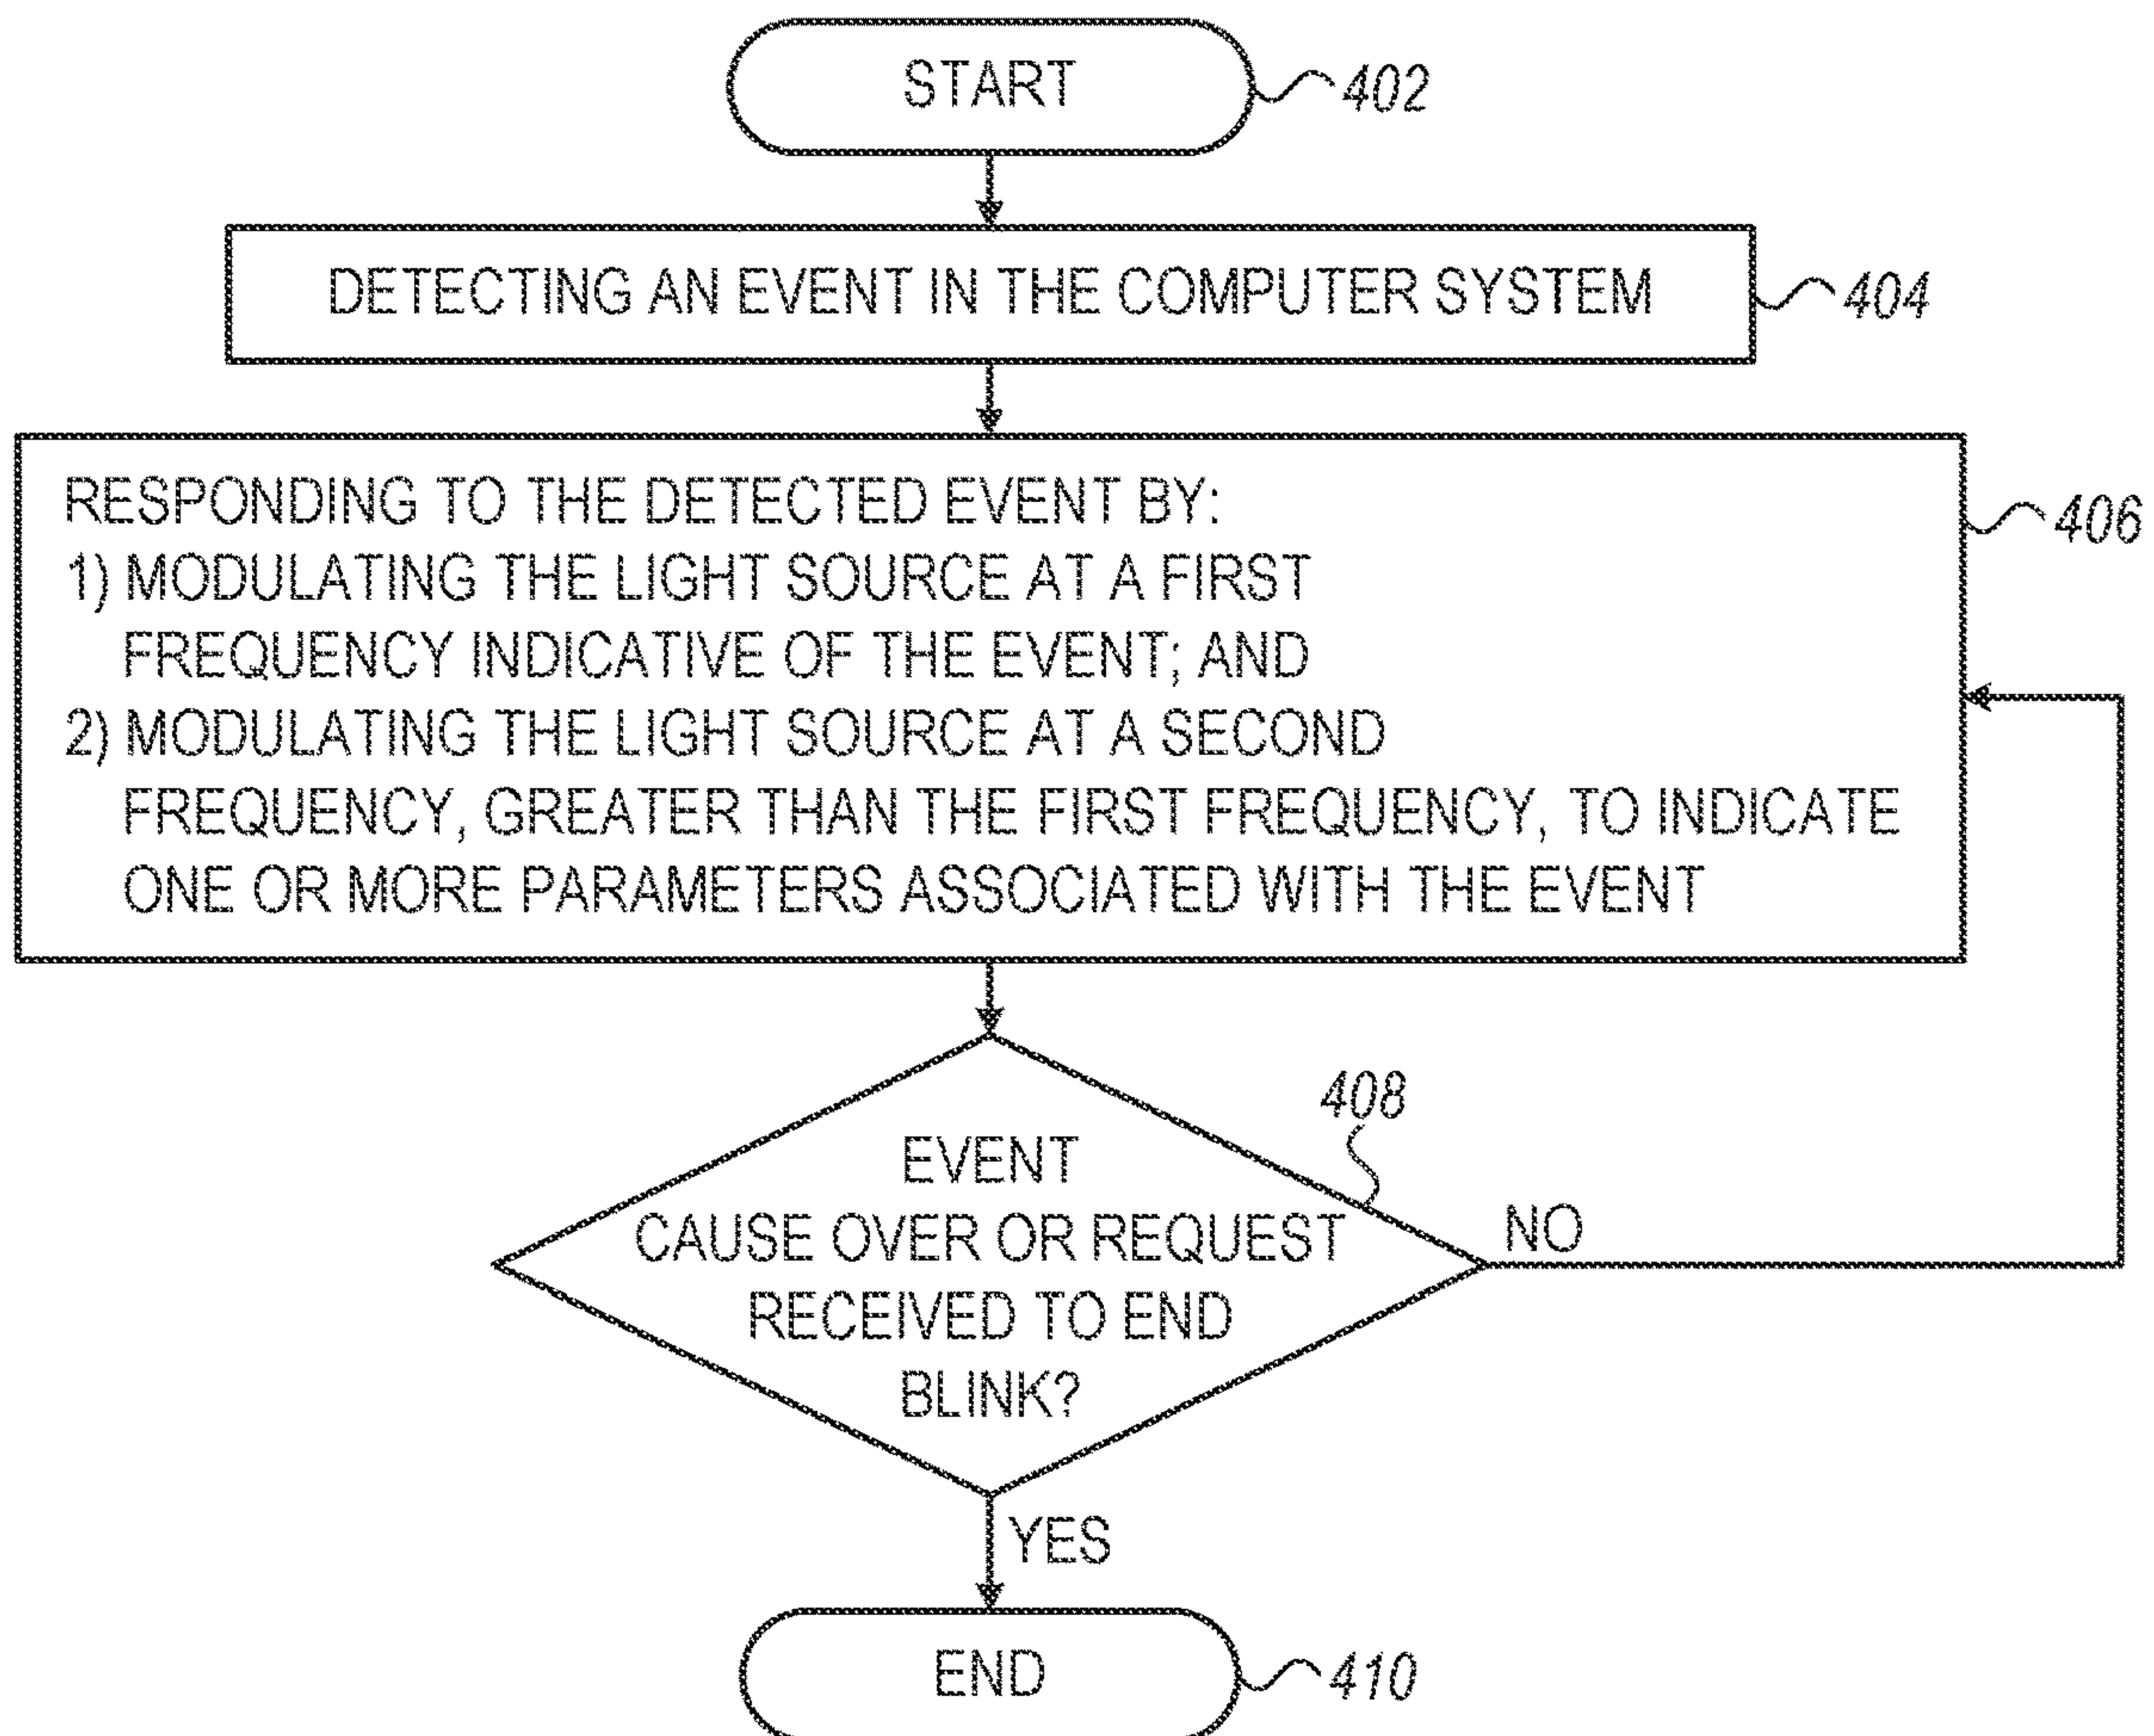 START
402
DETECTING AN EVENT IN THE COMPUTER SYSTEM
404
RESPONDING TO THE DETECTED EVENT BY:
406
1) MODULATING THE LIGHT SOURCE AT A FIRST
FREQUENCY INDICATIVE OF THE EVENT; AND
2) MODULATING THE LIGHT SOURCE AT A SECOND
FREQUENCY, GREATER THAN THE FIRST FREQUENCY, TO INDICATE
ONE OR MORE PARAMETERS ASSOCIATED WITH THE EVENT
408
EVENT
CAUSE OVER OR REQUEST
RECEIVED TO END
BLINK?
NO
YES
END
410